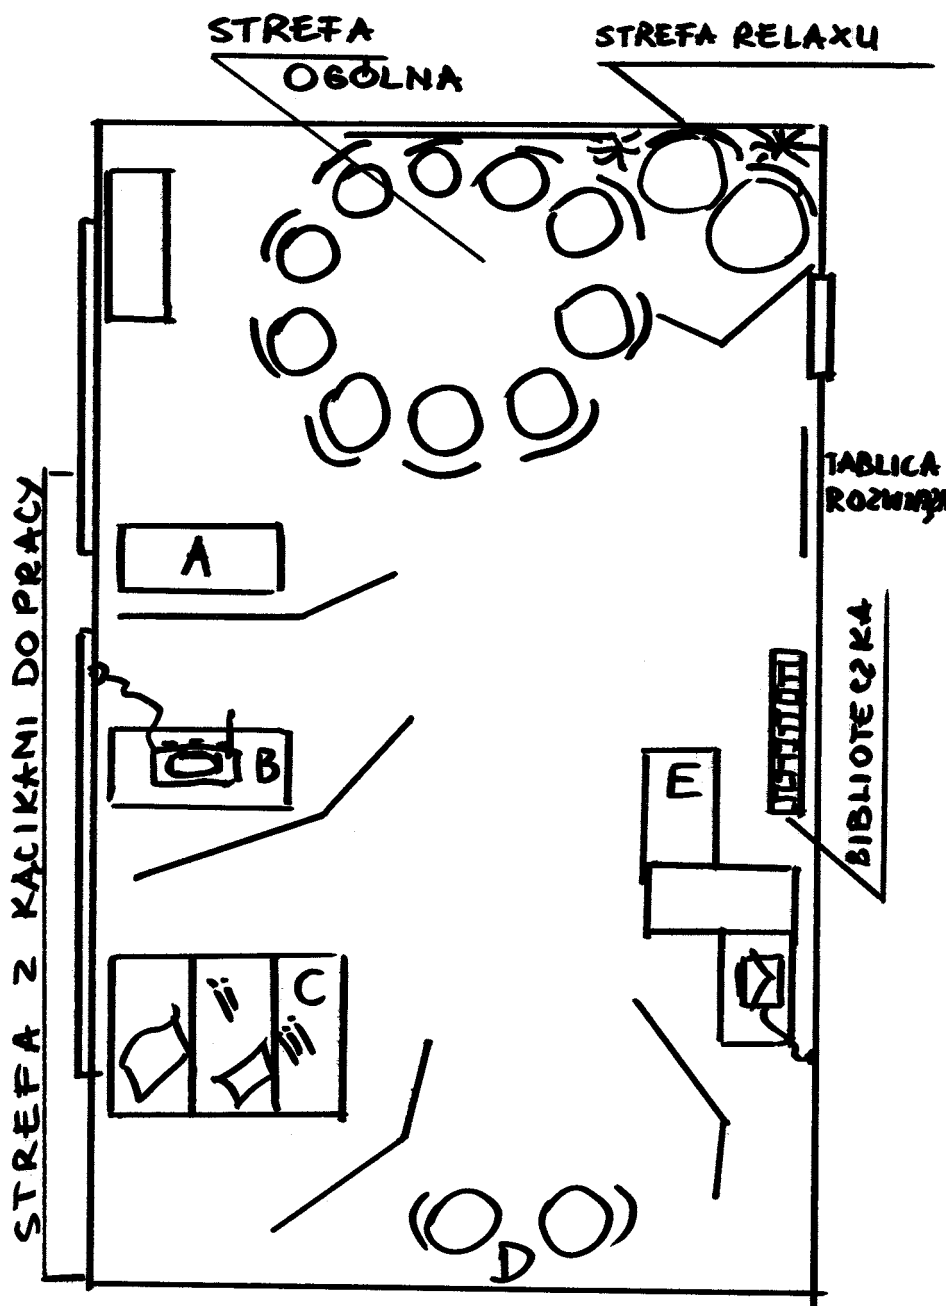 STREFA
OGÓLNA
STREFA RELAXU
TABLICA
STREFA Z KĄCIKAMI DO PRACY
BIBLIOTECZKA
A
B
E
C
D